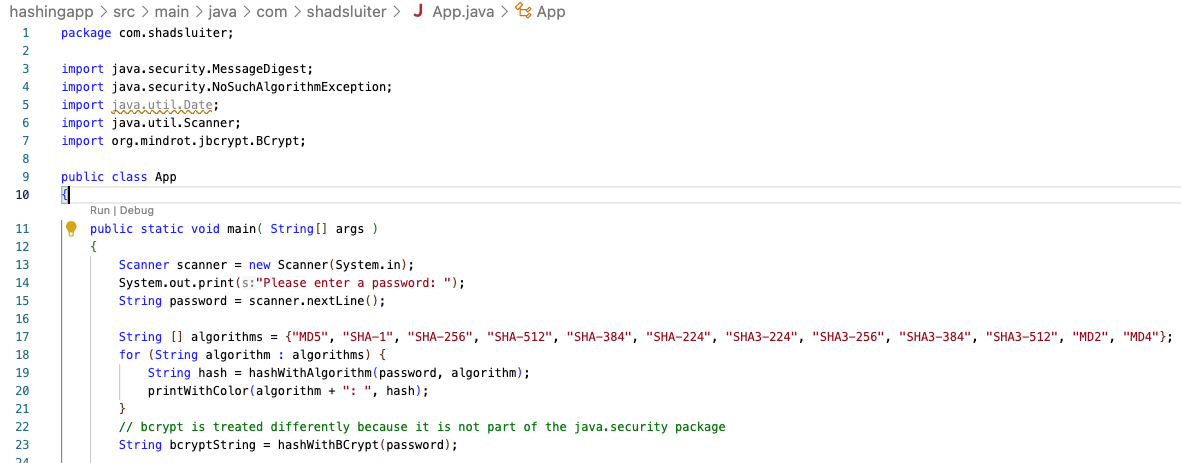 hashingapp > src > main > java > com > shadsluiter > J App.java > App
1 package com.shadsluiter;
2
3 import java.security.MessageDigest;
4 import java.security.NoSuchAlgorithmException;
5 import java.util.Date;
6 import java.util.Scanner;
7 import org.mindrot.jbcrypt.BCrypt;
8
9 public class App
10 {
Run | Debug
11 public static void main( String[] args )
12 {
13 Scanner scanner = new Scanner(System.in);
14 System.out.print(s:"Please enter a password: ");
15 String password = scanner.nextLine();
16
17 String [] algorithms = {"MD5", "SHA-1", "SHA-256", "SHA-512", "SHA-384", "SHA-224", "SHA3-224", "SHA3-256", "SHA3-384", "SHA3-512", "MD2", "MD4"};
18 for (String algorithm : algorithms) {
19 String hash = hashWithAlgorithm(password, algorithm);
20 printWithColor(algorithm + ": ", hash);
21 }
22 // bcrypt is treated differently because it is not part of the java.security package
23 String bcryptString = hashWithBCrypt(password);
24